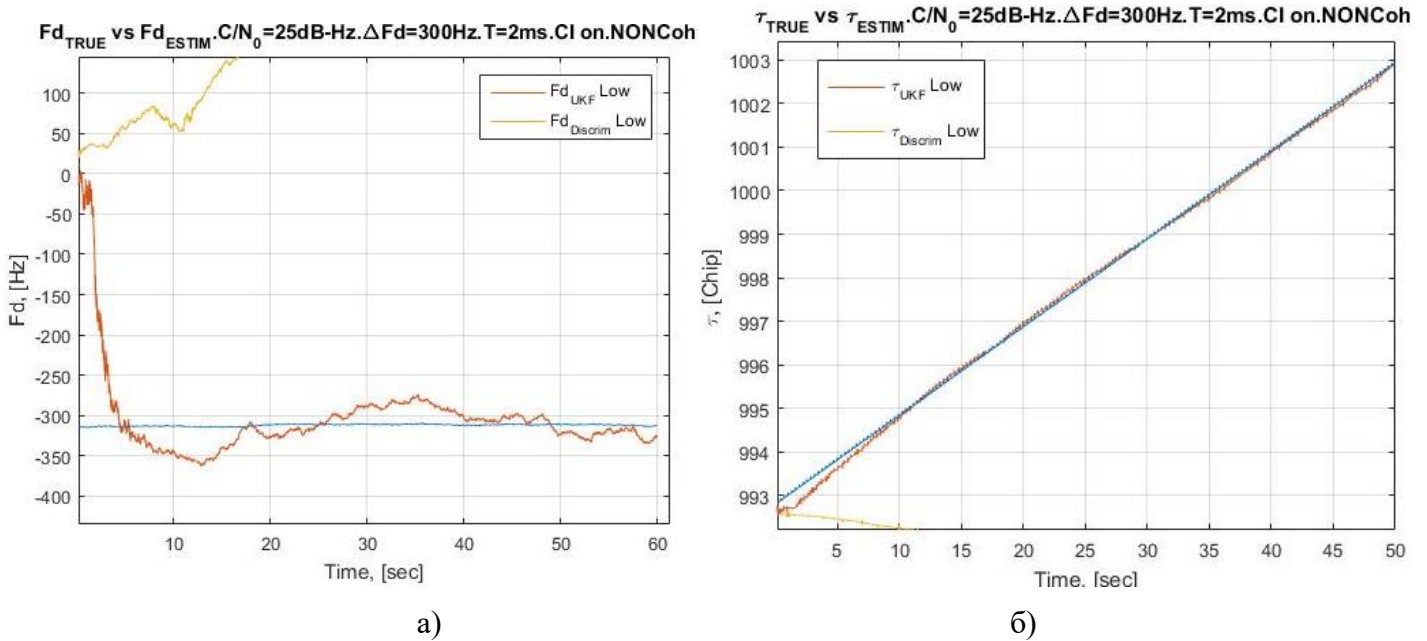 Fd_TRUE vs Fd_ESTIM.C/N_0=25dB-Hz.ΔFd=300Hz.T=2ms.CI on.NONCoh
Fd_UKF Low
Fd_Discrim Low
100
50
0
-50
-100
-150
-200
-250
-300
-350
-400
Fd, [Hz]
10 20 30 40 50 60
Time, [sec]
а)
τ_TRUE vs τ_ESTIM.C/N_0=25dB-Hz.ΔFd=300Hz.T=2ms.CI on.NONCoh
τ_UKF Low
τ_Discrim Low
1003
1002
1001
1000
999
998
997
996
995
994
993
τ, [Chip]
5 10 15 20 25 30 35 40 45 50
Time, [sec]
б)